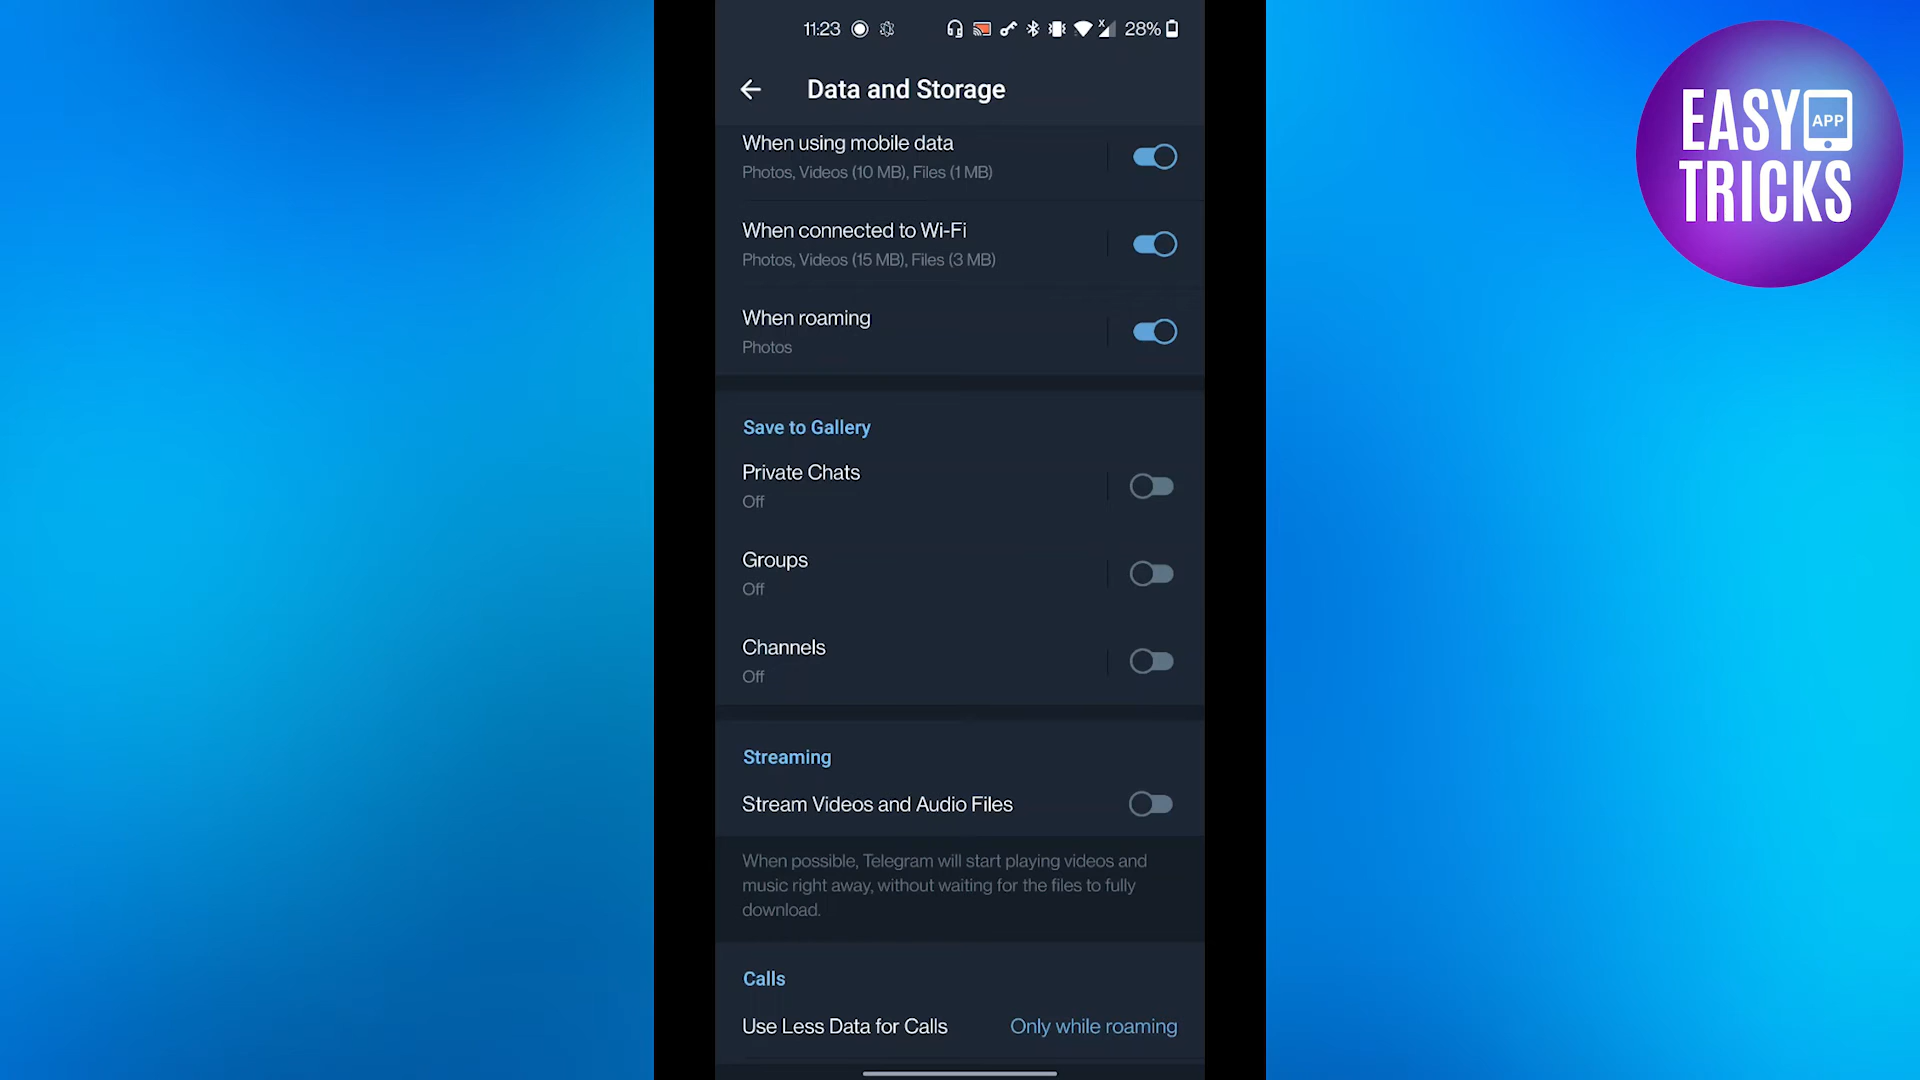 11:23
28%
Data and Storage
When using mobile data
Photos, Videos (10 MB), Files (1 MB)
When connected to Wi-Fi
Photos, Videos (15 MB), Files (3 MB)
When roaming
Photos
Save to Gallery
Private Chats
Off
Groups
Off
Channels
Off
Streaming
Stream Videos and Audio Files
When possible, Telegram will start playing videos and
music right away, without waiting for the files to fully
download.
Calls
Use Less Data for Calls Only while roaming
EASY APP
TRICKS